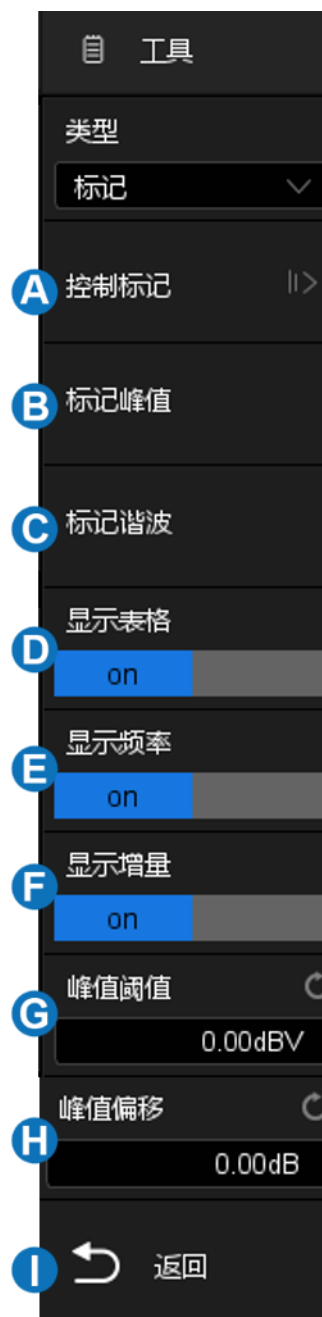 工具
类型
标记
A 控制标记
B 标记峰值
C 标记谐波
显示表格
D
on
显示频率
E
on
显示增量
F
on
峰值阈值
G
0.00dBV
峰值偏移
H
0.00dB
I 返回